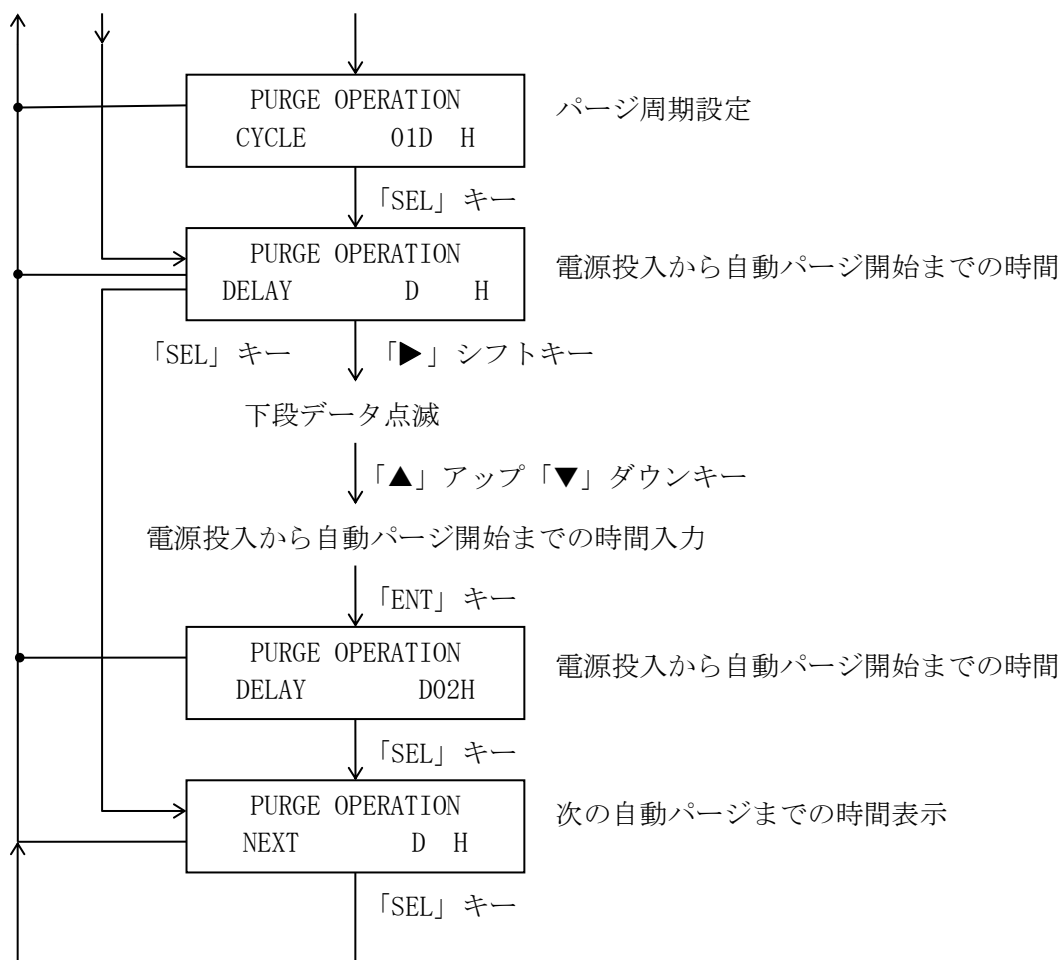 PURGE OPERATION
CYCLE 01D H
パージ周期設定
「SEL」キー
PURGE OPERATION
DELAY D H
電源投入から自動パージ開始までの時間
「SEL」キー 「▶」シフトキー
下段データ点滅
「▲」アップ「▼」ダウンキー
電源投入から自動パージ開始までの時間入力
「ENT」キー
PURGE OPERATION
DELAY D02H
電源投入から自動パージ開始までの時間
「SEL」キー
PURGE OPERATION
NEXT D H
次の自動パージまでの時間表示
「SEL」キー